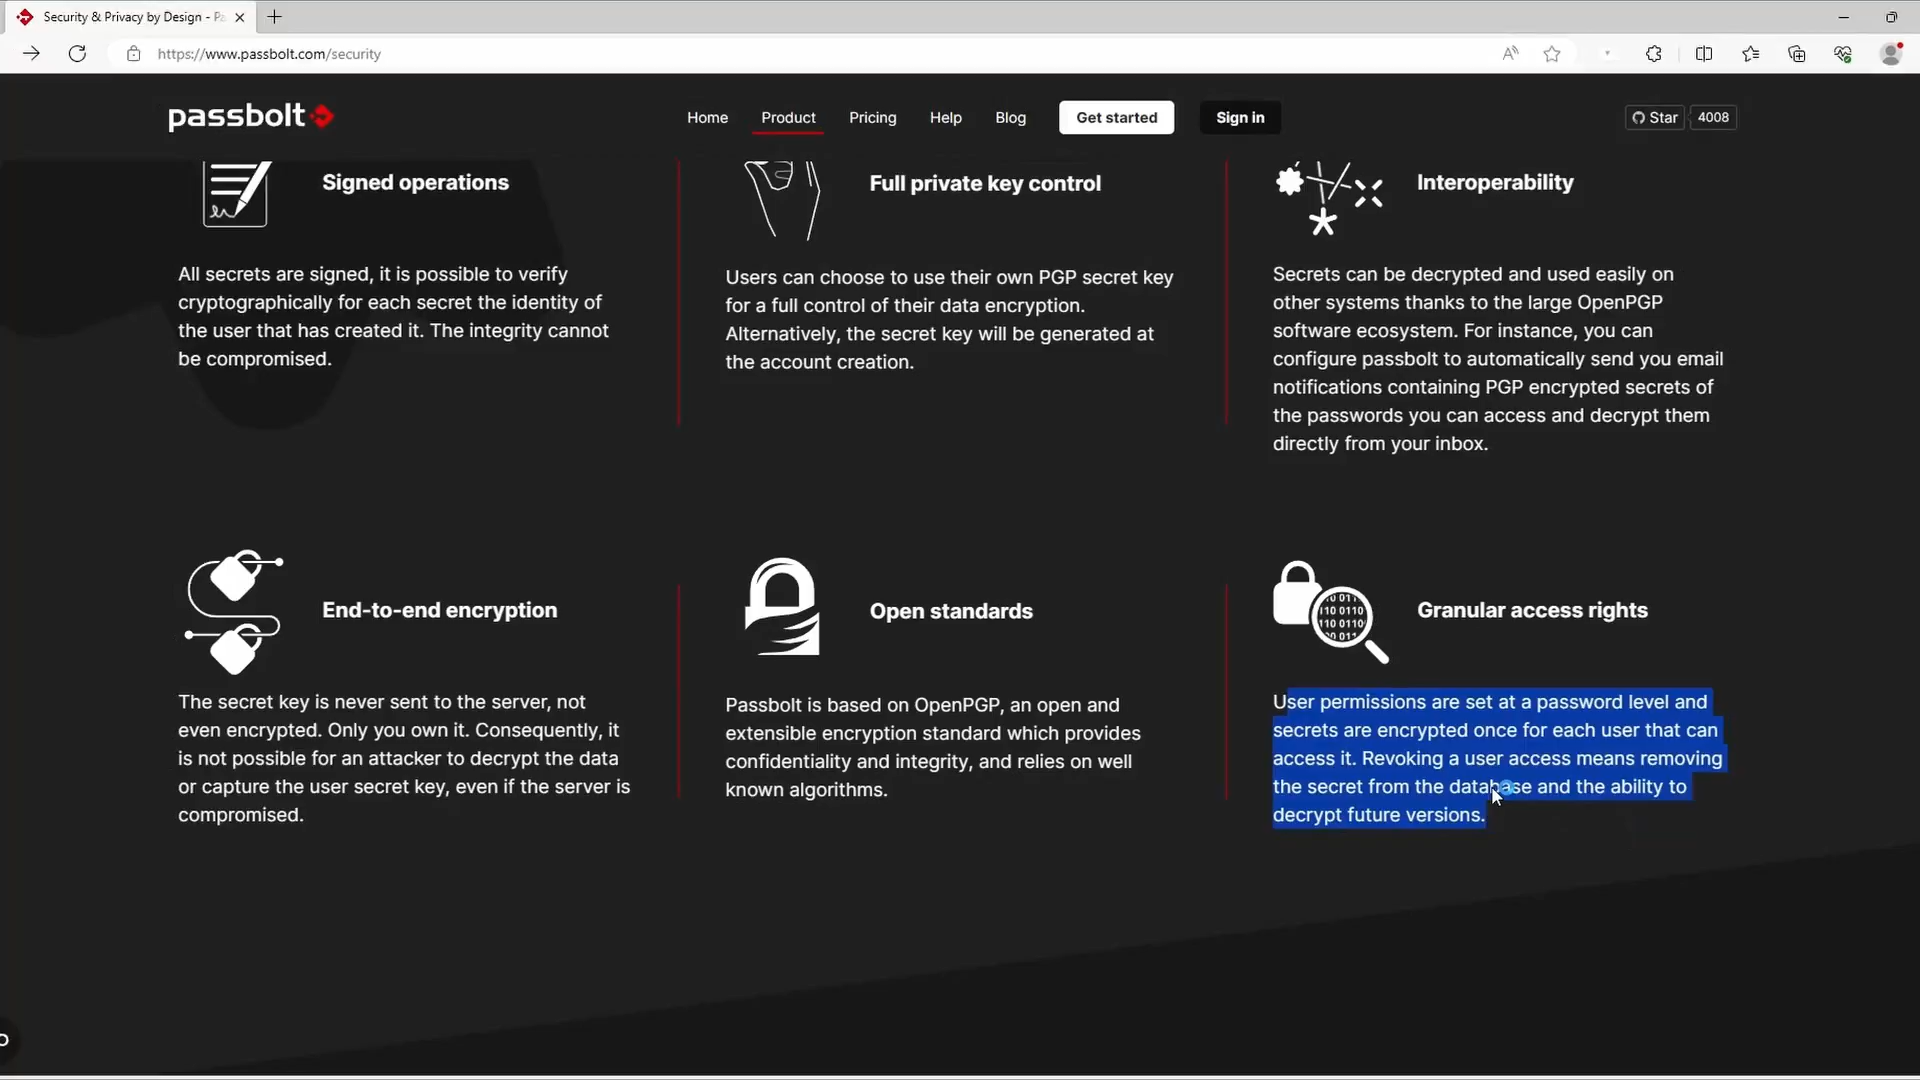 Security & Privacy by Design - Pa
https://www.passbolt.com/security
passbolt
Home
Product
Pricing
Help
Blog
Get started
Sign in
Star
4008
Signed operations
All secrets are signed, it is possible to verify
cryptographically for each secret the identity of
the user that has created it. The integrity cannot
be compromised.
Full private key control
Users can choose to use their own PGP secret key
for a full control of their data encryption.
Alternatively, the secret key will be generated at
the account creation.
Interoperability
Secrets can be decrypted and used easily on
other systems thanks to the large OpenPGP
software ecosystem. For instance, you can
configure passbolt to automatically send you email
notifications containing PGP encrypted secrets of
the passwords you can access and decrypt them
directly from your inbox.
End-to-end encryption
The secret key is never sent to the server, not
even encrypted. Only you own it. Consequently, it
is not possible for an attacker to decrypt the data
or capture the user secret key, even if the server is
compromised.
Open standards
Passbolt is based on OpenPGP, an open and
extensible encryption standard which provides
confidentiality and integrity, and relies on well
known algorithms.
Granular access rights
User permissions are set at a password level and
secrets are encrypted once for each user that can
access it. Revoking a user access means removing
the secret from the database and the ability to
decrypt future versions.